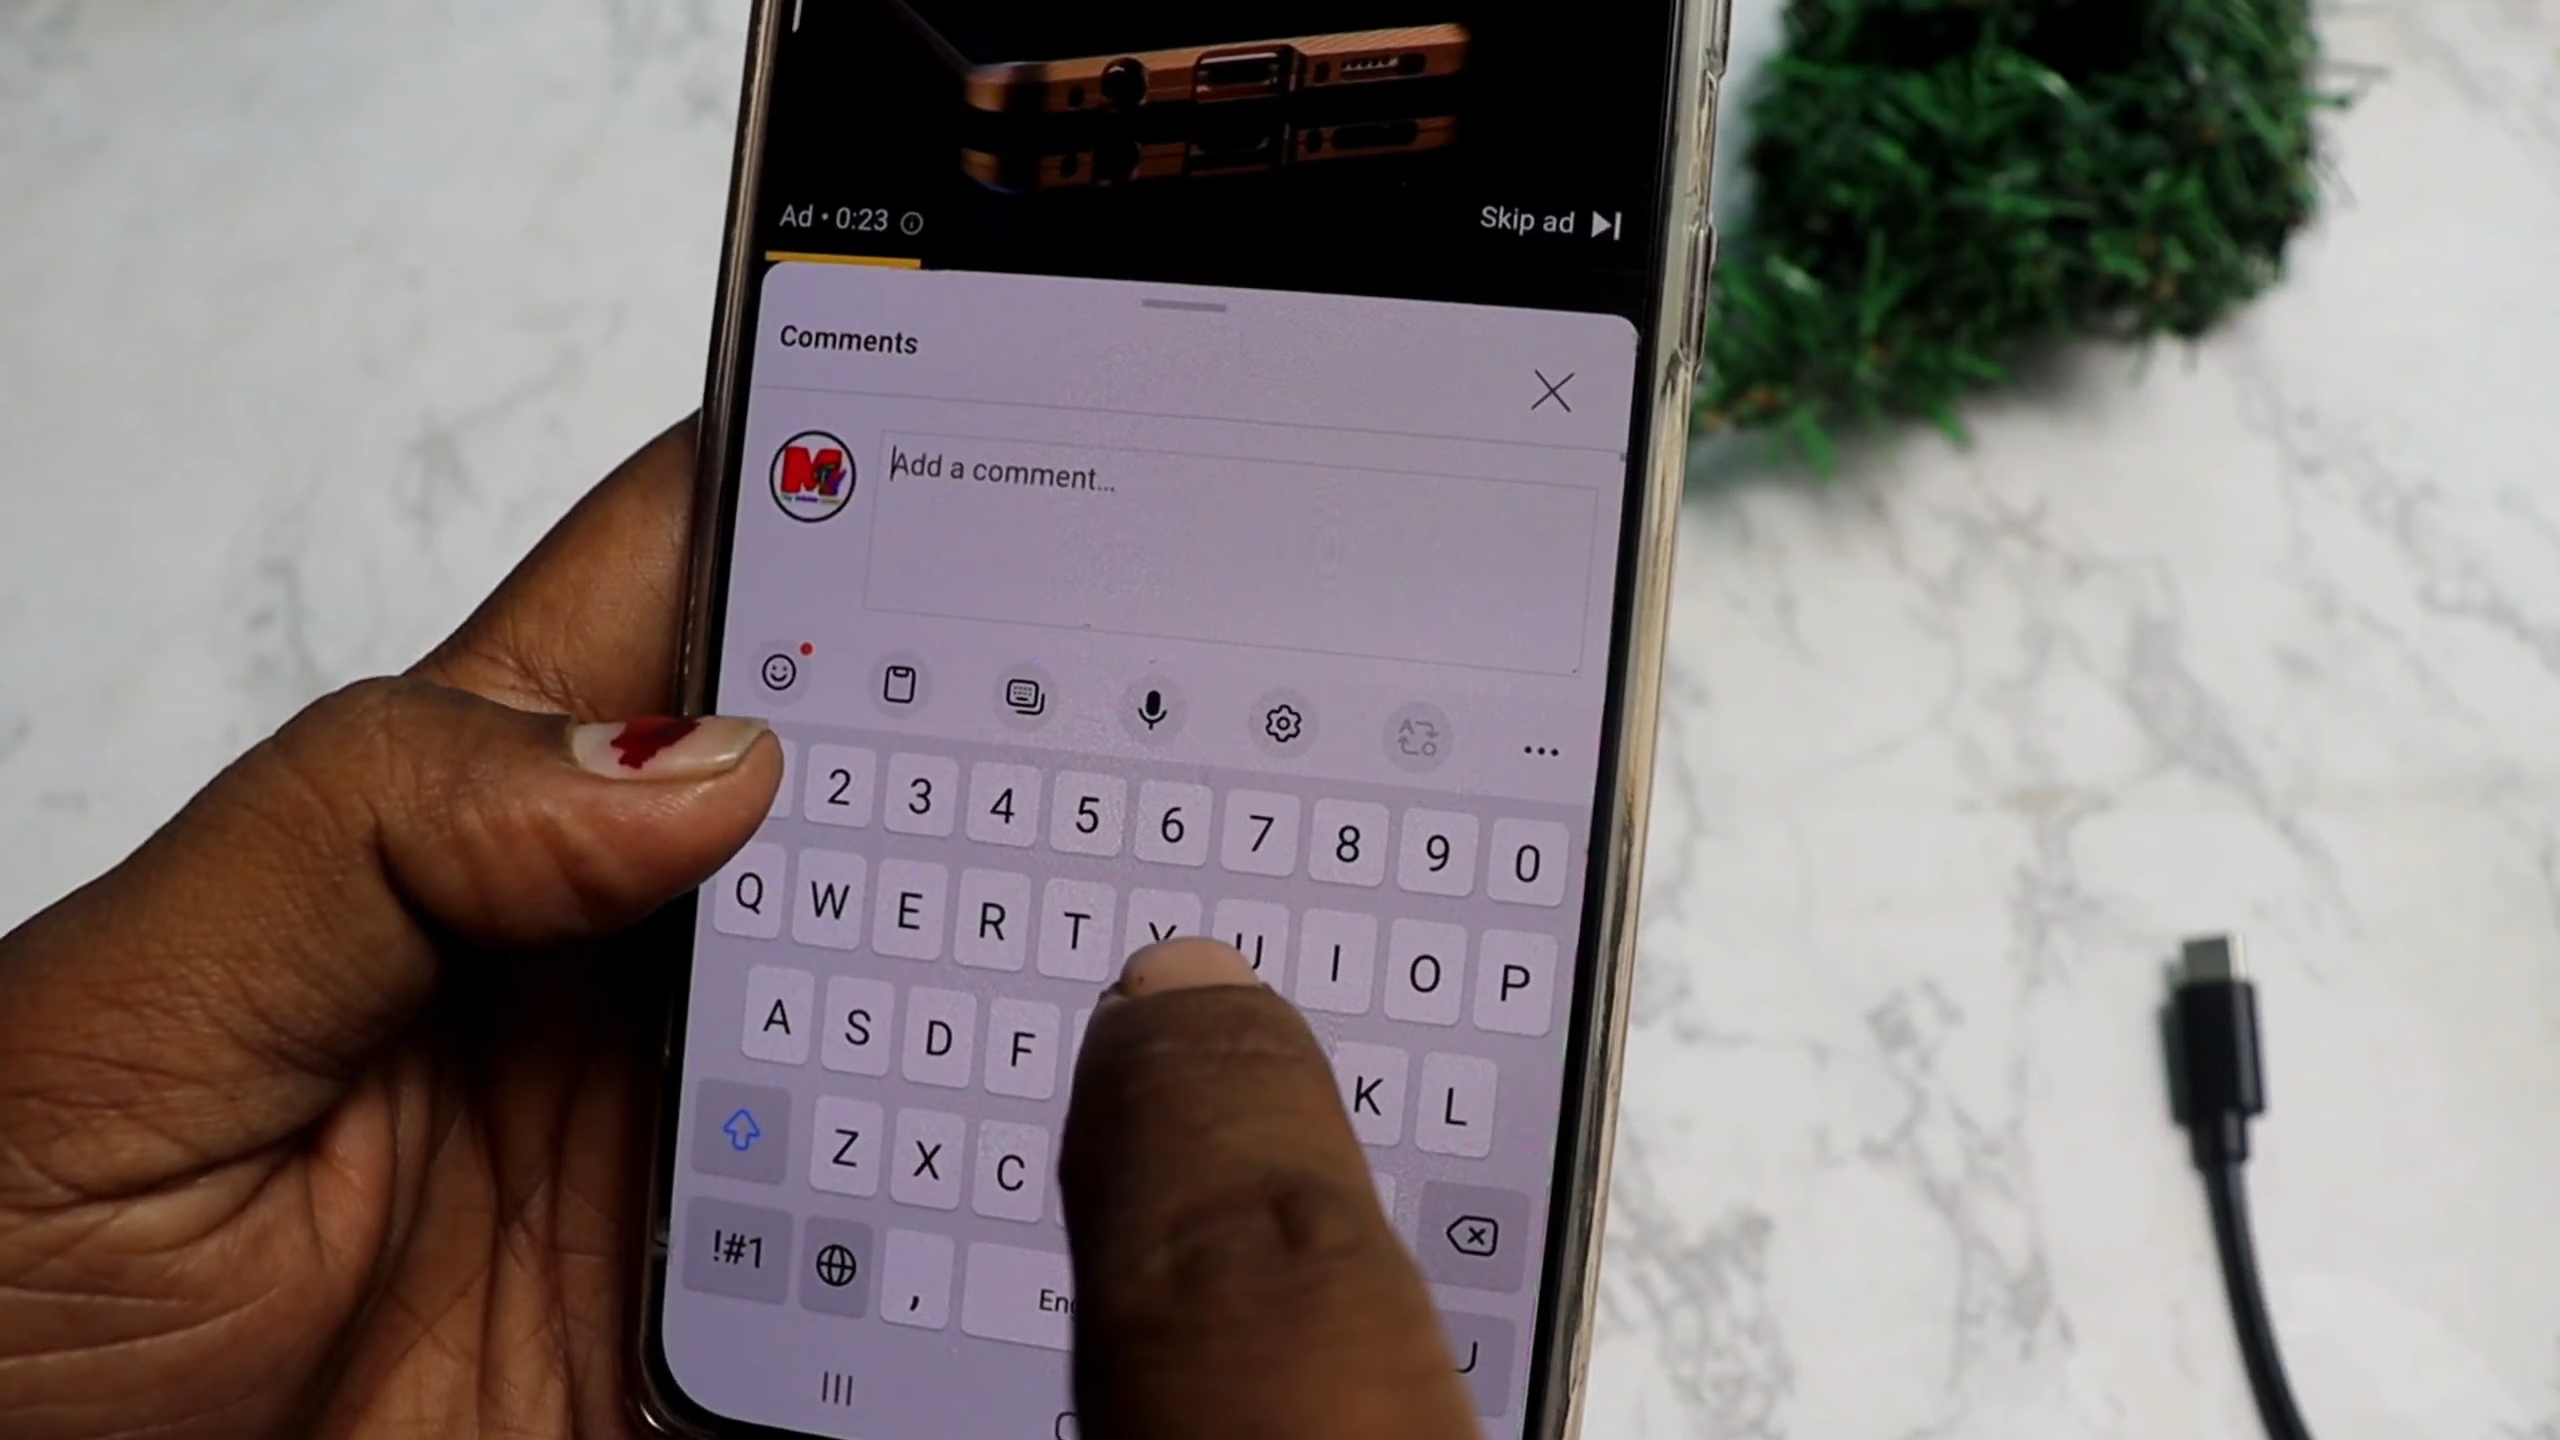 Ad • 0:23
Skip ad
Comments
Add a comment...
2 3 4 5 6 7 8 9 0
Q W E R T Y U I O P
A S D F K L
Z X C
!#1 ,